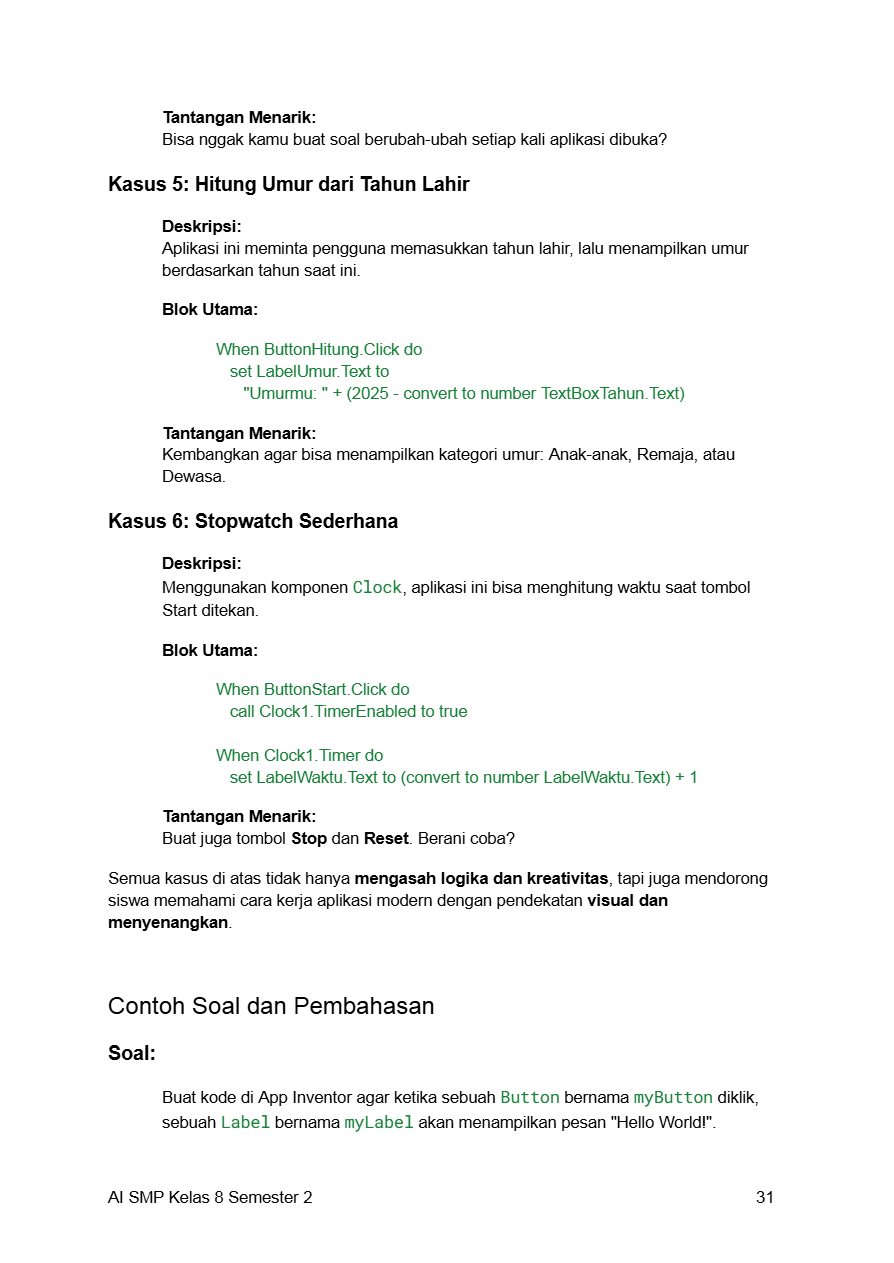 Tantangan Menarik:
Bisa nggak kamu buat soal berubah-ubah setiap kali aplikasi dibuka?
Kasus 5: Hitung Umur dari Tahun Lahir
Deskripsi:
Aplikasi ini meminta pengguna memasukkan tahun lahir, lalu menampilkan umur
berdasarkan tahun saat ini.
Blok Utama:
When ButtonHitung.Click do
set LabelUmur.Text to
"Umurmu: " + (2025 - convert to number TextBoxTahun.Text)
Tantangan Menarik:
Kembangkan agar bisa menampilkan kategori umur: Anak-anak, Remaja, atau
Dewasa.
Kasus 6: Stopwatch Sederhana
Deskripsi:
Menggunakan komponen Clock, aplikasi ini bisa menghitung waktu saat tombol
Start ditekan.
Blok Utama:
When ButtonStart.Click do
call Clock1.TimerEnabled to true
When Clock1.Timer do
set LabelWaktu.Text to (convert to number LabelWaktu.Text) + 1
Tantangan Menarik:
Buat juga tombol Stop dan Reset. Berani coba?
Semua kasus di atas tidak hanya mengasah logika dan kreativitas, tapi juga mendorong
siswa memahami cara kerja aplikasi modern dengan pendekatan visual dan
menyenangkan.
Contoh Soal dan Pembahasan
Soal:
Buat kode di App Inventor agar ketika sebuah Button bernama myButton diklik,
sebuah Label bernama myLabel akan menampilkan pesan "Hello World!".
AI SMP Kelas 8 Semester 2 31